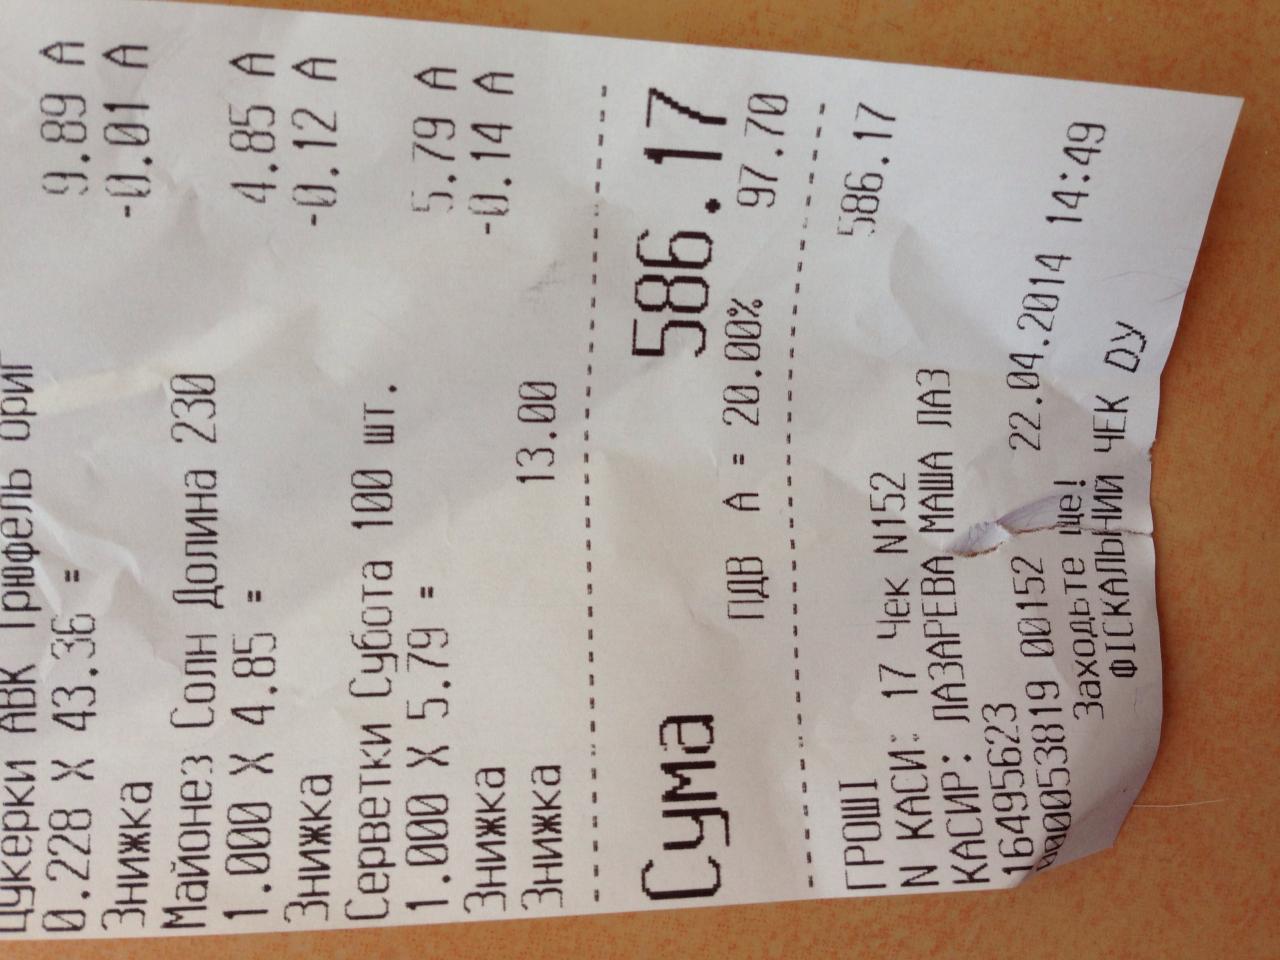 Цукерки АВК Трюфель ориг
0.228 X 43.36 = 9.89 А
Знижка -0.01 А
Майонез Солн Долина 230
1.000 X 4.85 = 4.85 А
Знижка -0.12 А
Серветки Субота 100 шт.
1.000 X 5.79 = 5.79 А
Знижка -0.14 А
Знижка 13.00
Сума 586.17
ПДВ А = 20.00% 97.70
ГРОШІ 586.17
N КАСИ: 17 Чек N152
КАСИР: ЛАЗАРЕВА МАША ЛАЗ
16495623
0000053819 00152 22.04.2014 14:49
Заходьте ще!
ФІСКАЛЬНИЙ ЧЕК